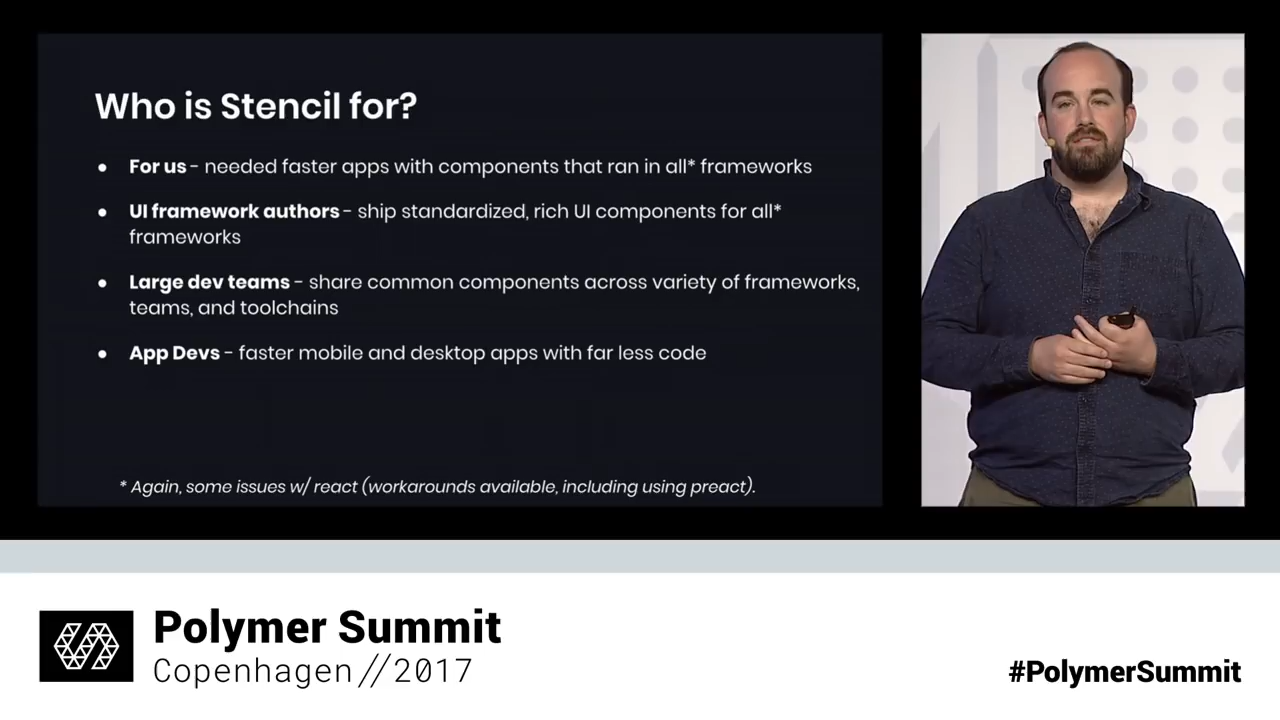 Who is Stencil for?
● For us - needed faster apps with components that ran in all* frameworks
● UI framework authors - ship standardized, rich UI components for all*
frameworks
● Large dev teams - share common components across variety of frameworks,
teams, and toolchains
● App Devs - faster mobile and desktop apps with far less code
* Again, some issues w/ react (workarounds available, including using preact).
Polymer Summit
Copenhagen //2017
#PolymerSummit